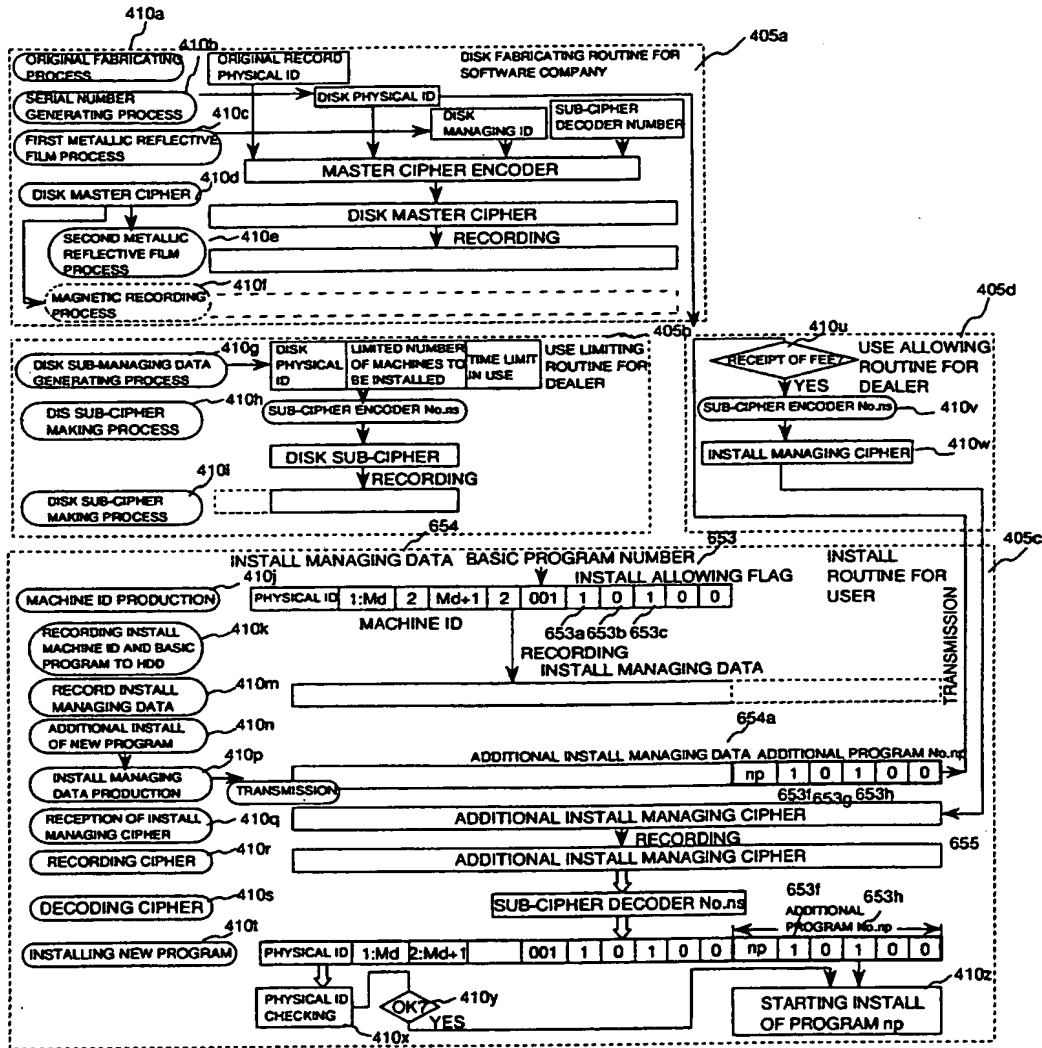 410a
405a
410b
ORIGINAL FABRICATING
PROCESS
ORIGINAL RECORD
PHYSICAL ID
DISK FABRICATING ROUTINE FOR
SOFTWARE COMPANY
SERIAL NUMBER
GENERATING PROCESS
DISK PHYSICAL ID
410c
DISK
MANAGING ID
SUB-CIPHER
DECODER NUMBER
FIRST METALLIC REFLECTIVE
FILM PROCESS
MASTER CIPHER ENCODER
410d
DISK MASTER CIPHER
DISK MASTER CIPHER
410e
SECOND METALLIC
REFLECTIVE FILM
PROCESS
RECORDING
410f
MAGNETIC RECORDING
PROCESS
405d
405b
410u
410g
DISK SUB-MANAGING DATA
GENERATING PROCESS
DISK
PHYSICAL
ID
LIMITED NUMBER
OF MACHINES TO
BE INSTALLED
TIME LIMIT
IN USE
USE LIMITING
ROUTINE FOR
DEALER
RECEIPT OF FEE?
USE ALLOWING
ROUTINE FOR
DEALER
YES
410h
DIS SUB-CIPHER
MAKING PROCESS
SUB-CIPHER ENCODER No.ns
SUB-CIPHER ENCODER No.ns
410v
DISK SUB-CIPHER
INSTALL MANAGING CIPHER
410w
410i
RECORDING
DISK SUB-CIPHER
MAKING PROCESS
654
405c
INSTALL MANAGING DATA
BASIC PROGRAM NUMBER
653
INSTALL
ROUTINE FOR
USER
410j
INSTALL ALLOWING FLAG
MACHINE ID PRODUCTION
PHYSICAL ID 1:Md 2 Md+1 2 001 1 0 1 0 0
MACHINE ID
653a 653b 653c
410k
RECORDING INSTALL
MACHINE ID AND BASIC
PROGRAM TO HDD
RECORDING
INSTALL MANAGING DATA
TRANSMISSION
410m
RECORD INSTALL
MANAGING DATA
410n
ADDITIONAL INSTALL
OF NEW PROGRAM
654a
410p
ADDITIONAL INSTALL MANAGING DATA ADDITIONAL PROGRAM No.np
INSTALL MANAGING
DATA PRODUCTION
TRANSMISSION
np 1 0 1 0 0
653f 653g 653h
RECEPTION OF INSTALL
MANAGING CIPHER
410q
ADDITIONAL INSTALL MANAGING CIPHER
RECORDING
RECORDING CIPHER
410r
ADDITIONAL INSTALL MANAGING CIPHER
655
410s
DECODING CIPHER
SUB-CIPHER DECODER No.ns
653f
653h
ADDITIONAL
PROGRAM No.np
410t
INSTALLING NEW PROGRAM
PHYSICAL ID 1:Md 2:Md+1 001 1 0 1 0 0 np 1 0 1 0 0
PHYSICAL ID
CHECKING
410x
OK?
410y
YES
410z
STARTING INSTALL
OF PROGRAM np